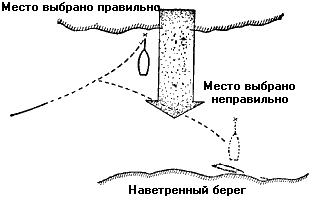 Место выбрано правильно
Место выбрано
неправильно
Наветренный берег